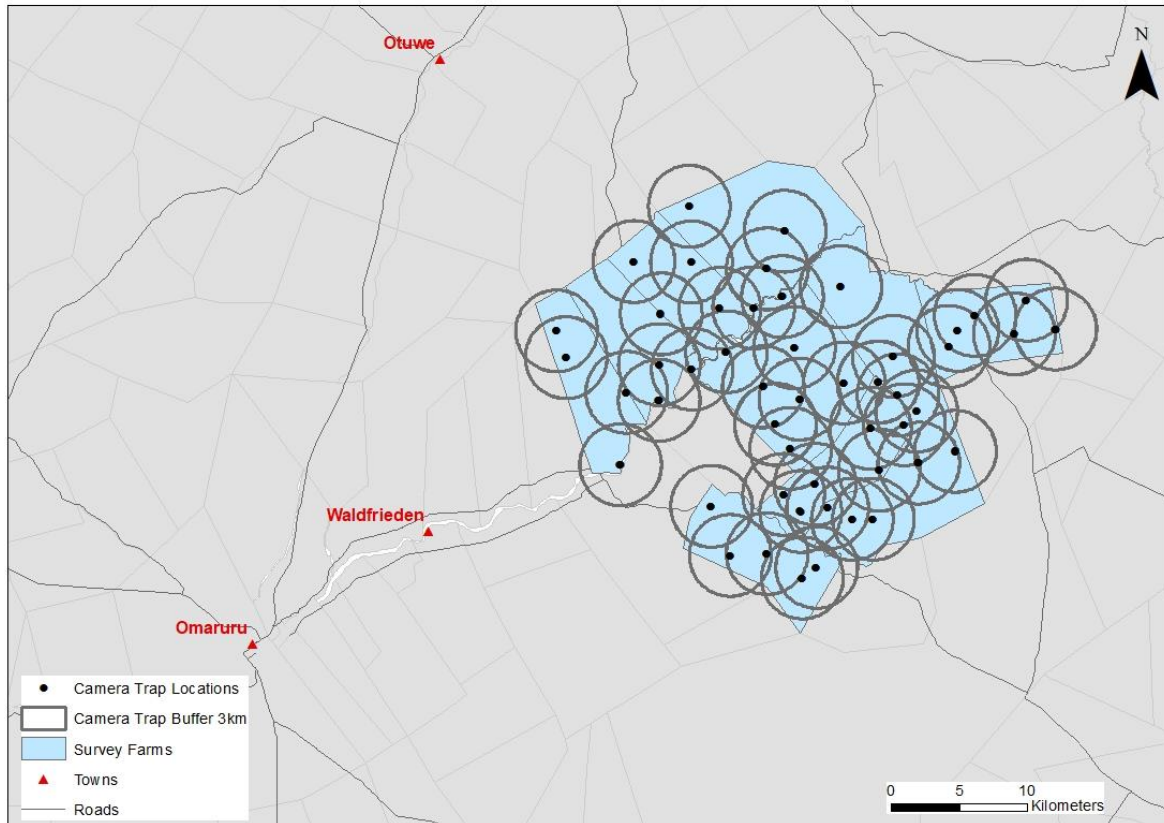 Otuwe
N
Waldfrieden
Omaruru
Camera Trap Locations
Camera Trap Buffer 3km
Survey Farms
Towns
Roads
0 5 10
Kilometers